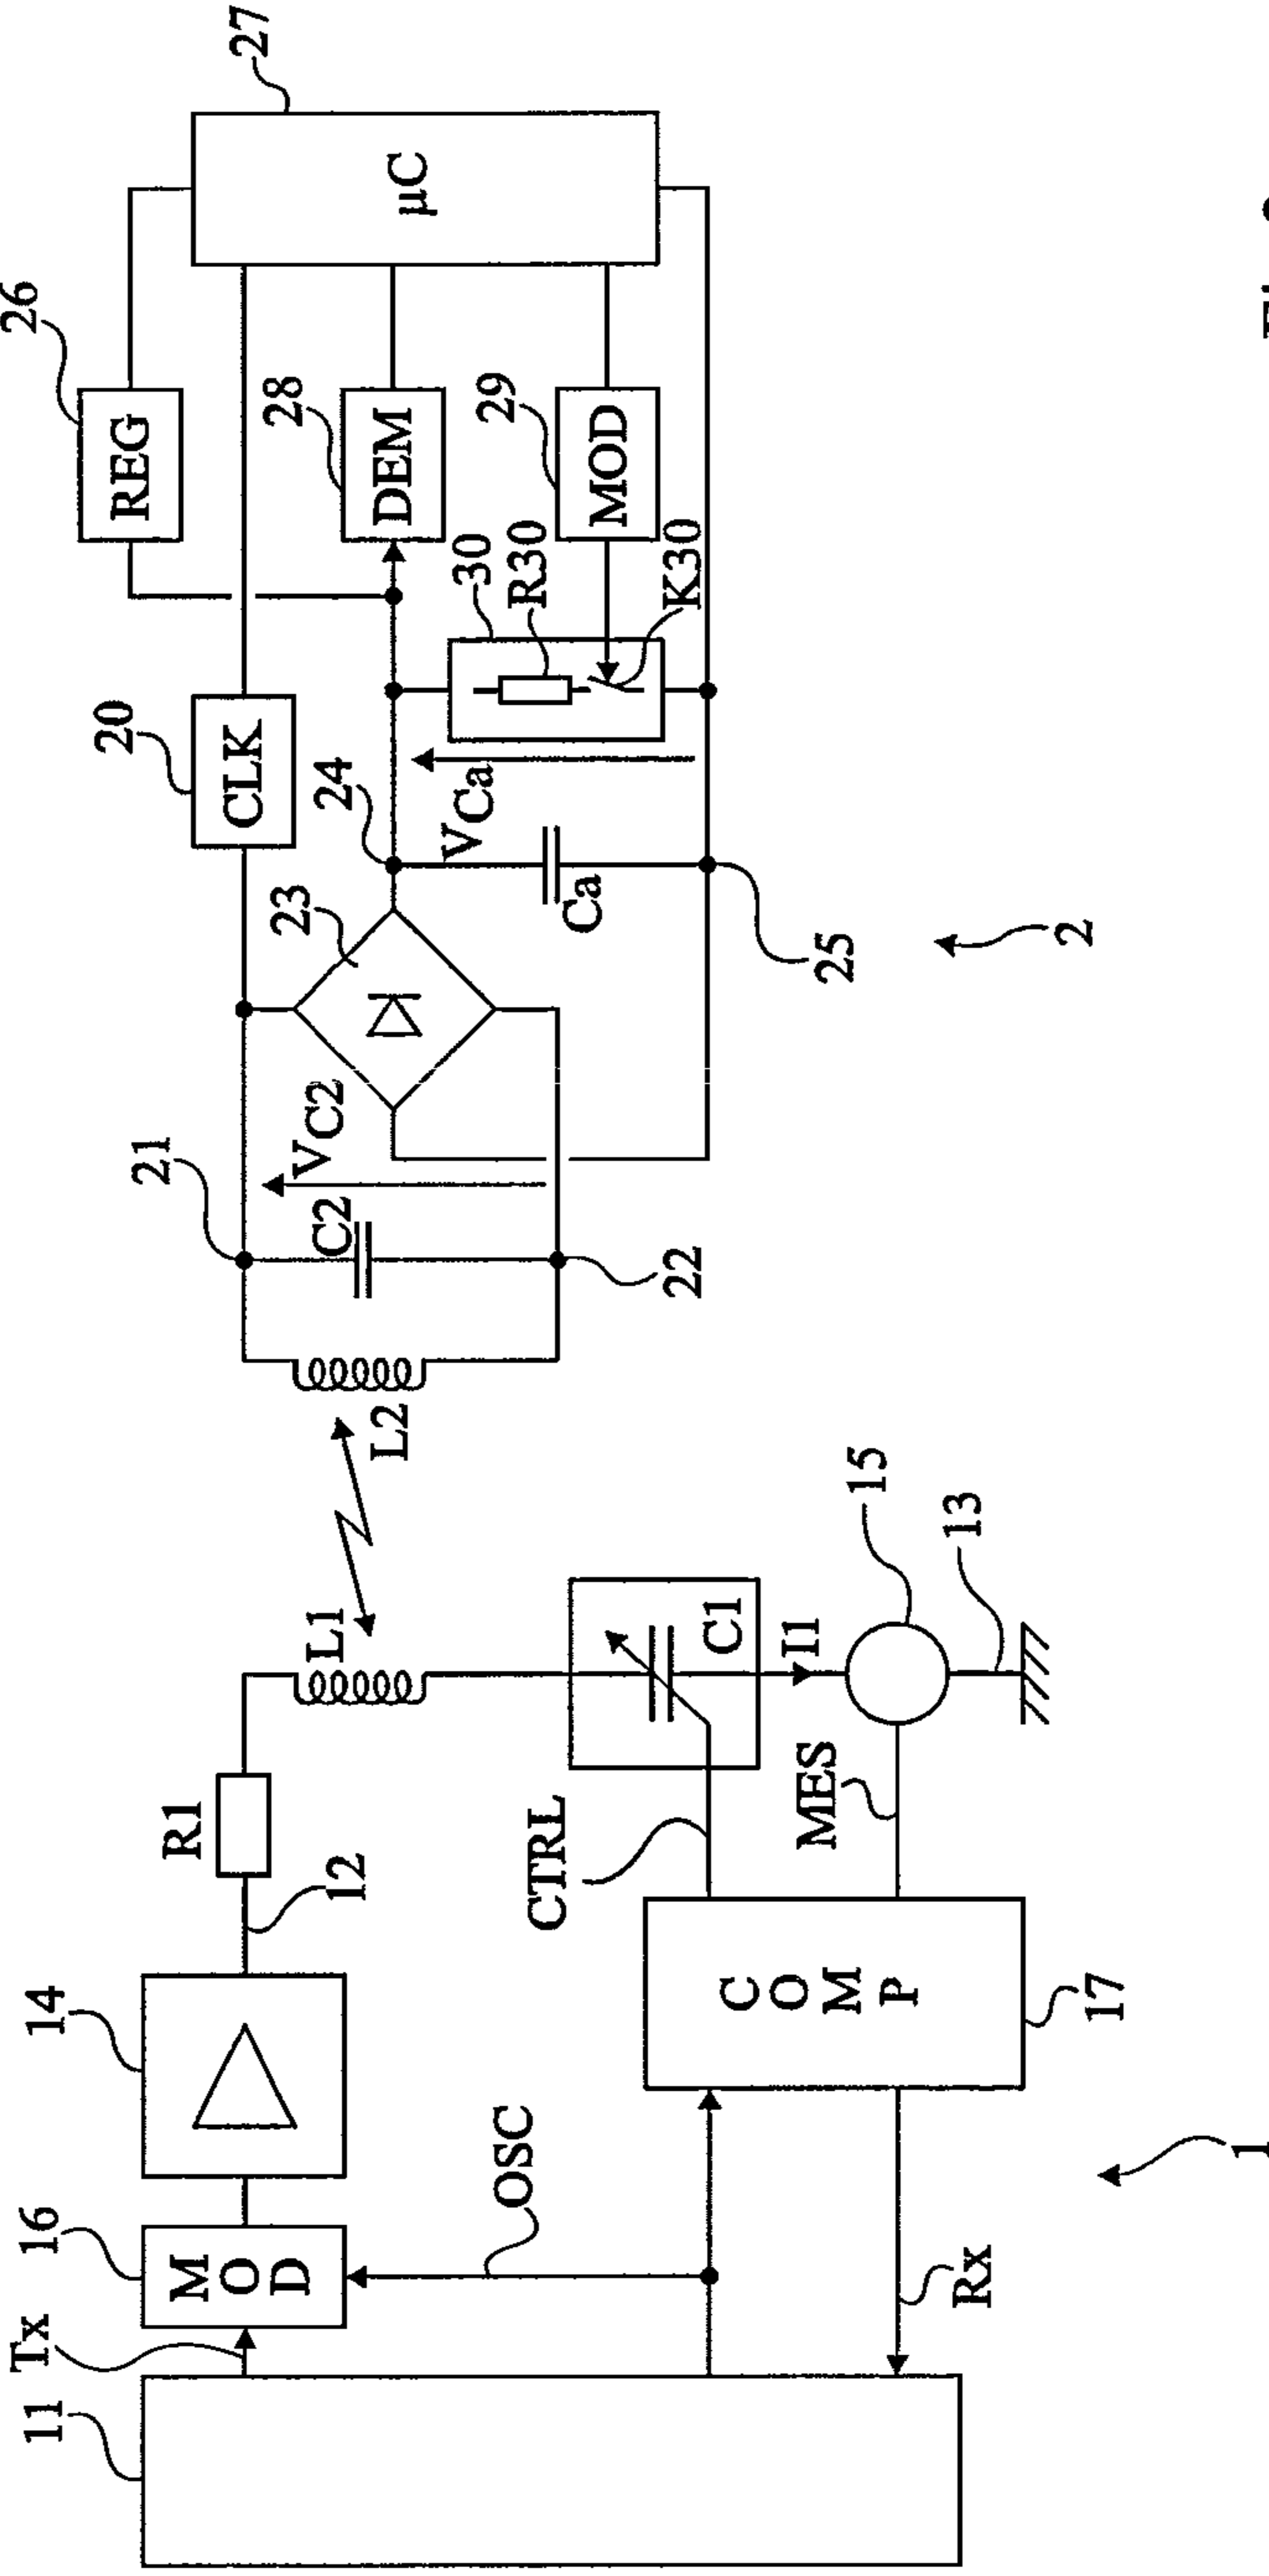 11
Tx
16
MOD
14
12
R1
L1
OSC
CTRL
C1
I1
MES
COMP
17
15
13
Rx
1
L2
21
C2
VC2
22
23
20
CLK
24
VCa
Ca
25
26
REG
28
DEM
30
R30
29
MOD
K30
27
µC
2